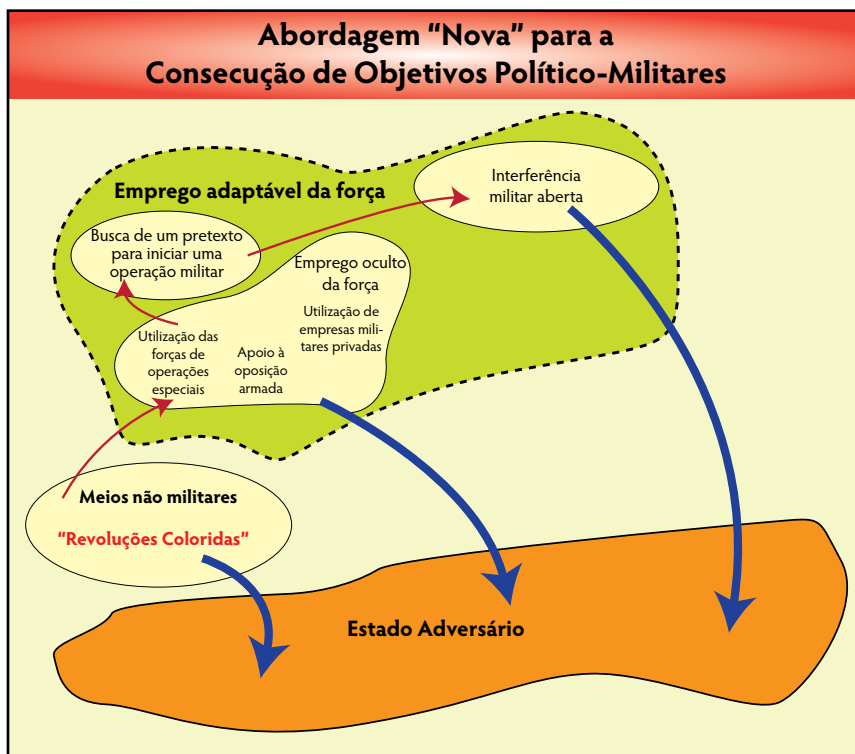 Abordagem “Nova” para a
Consecução de Objetivos Político-Militares
Emprego adaptável da força
Interferência
militar aberta
Busca de um pretexto
para iniciar uma
operação militar
Emprego oculto
da força
Utilização de
empresas mili-
tares privadas
Utilização das
forças de
operações
especiais
Apoio à
oposição
armada
Meios não militares
“Revoluções Coloridas”
Estado Adversário